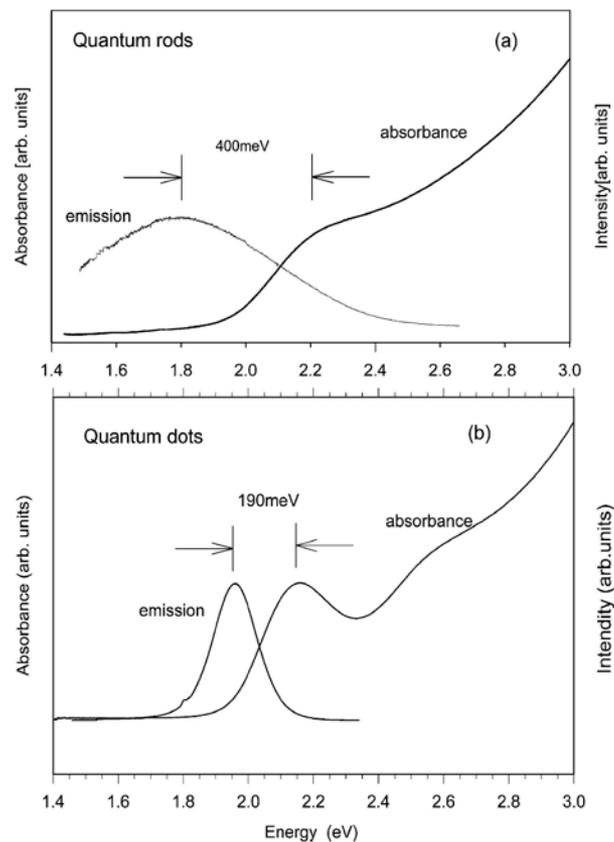 Quantum rods
(a)
absorbance
400meV
emission
Absorbance [arb. units]
Intensity[arb. units]
1.4 1.6 1.8 2.0 2.2 2.4 2.6 2.8 3.0
Quantum dots
(b)
190meV
absorbance
emission
Absorbance (arb. units)
Intendity (arb.units)
1.4 1.6 1.8 2.0 2.2 2.4 2.6 2.8 3.0
Energy (eV)